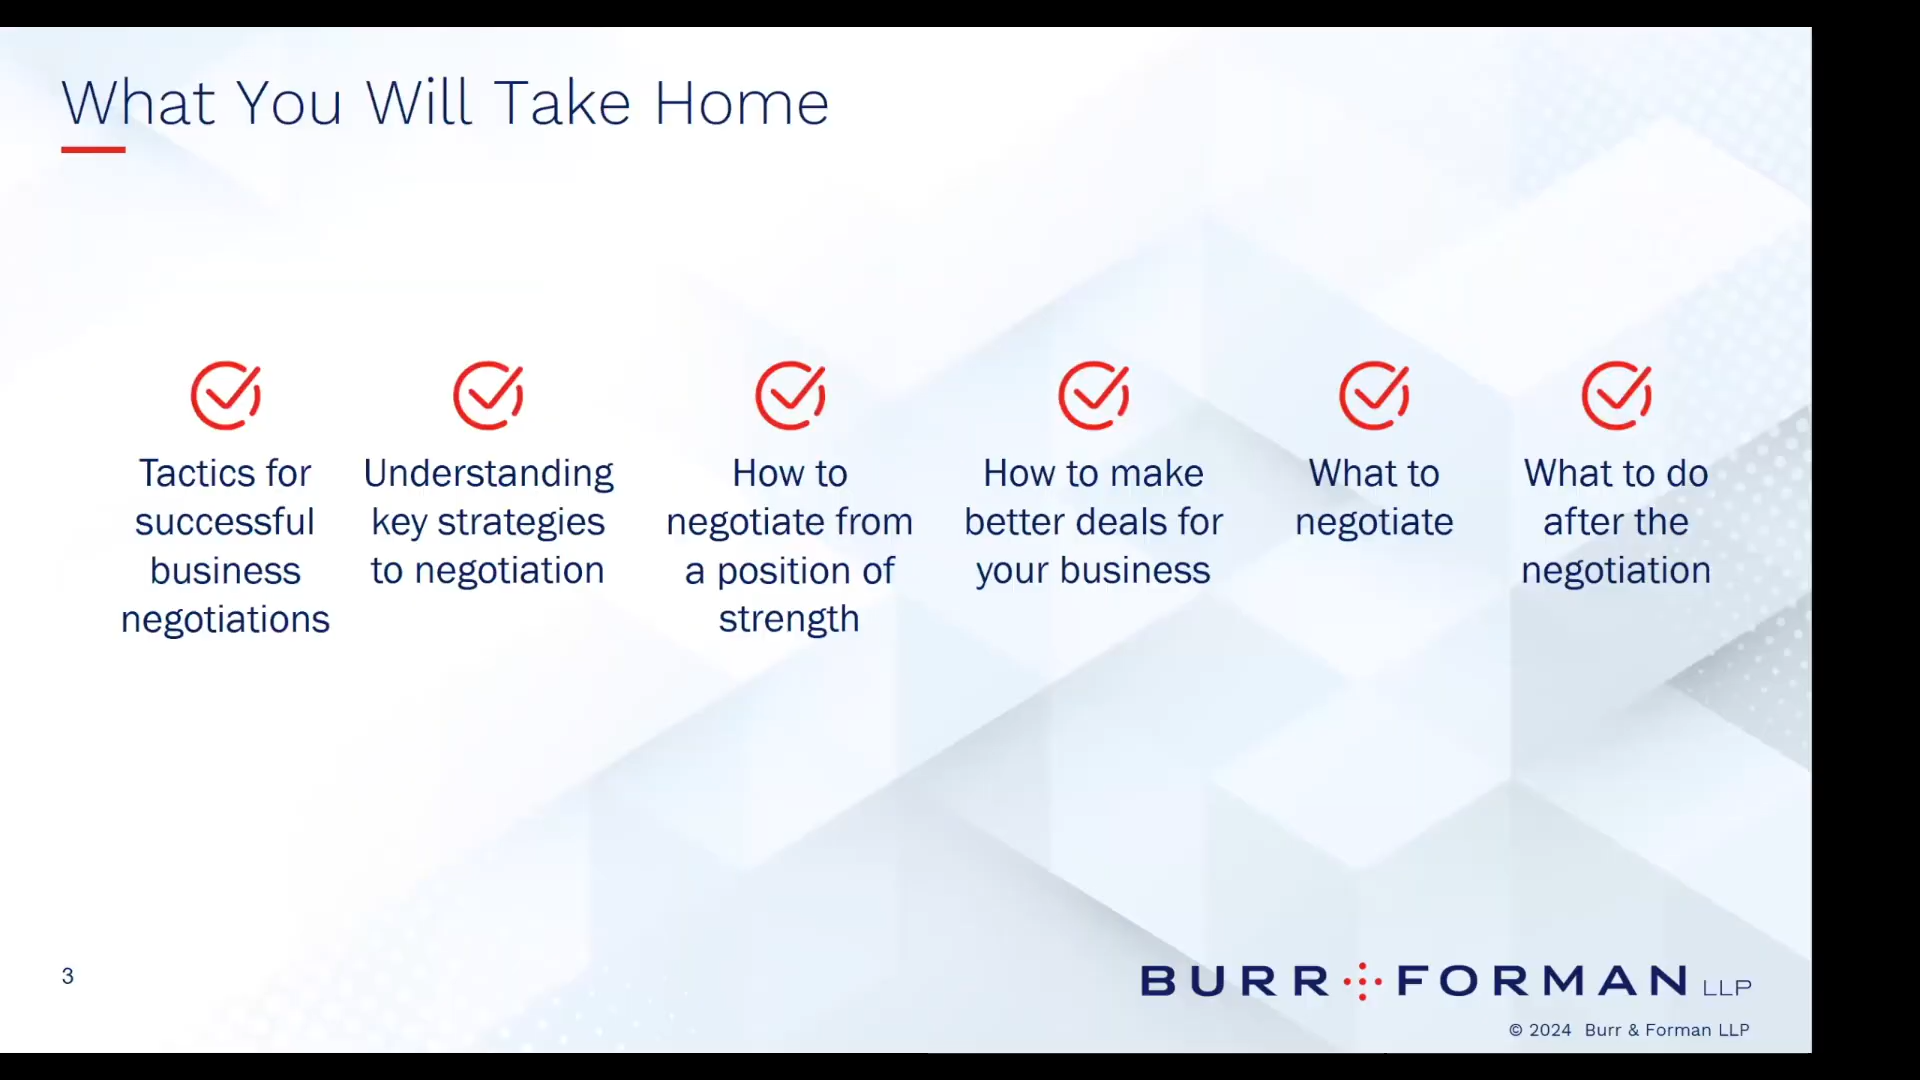 What You Will Take Home
Tactics for
successful
business
negotiations
Understanding
key strategies
to negotiation
How to
negotiate from
a position of
strength
How to make
better deals for
your business
What to
negotiate
What to do
after the
negotiation
3
BURR FORMAN LLP
© 2024 Burr & Forman LLP